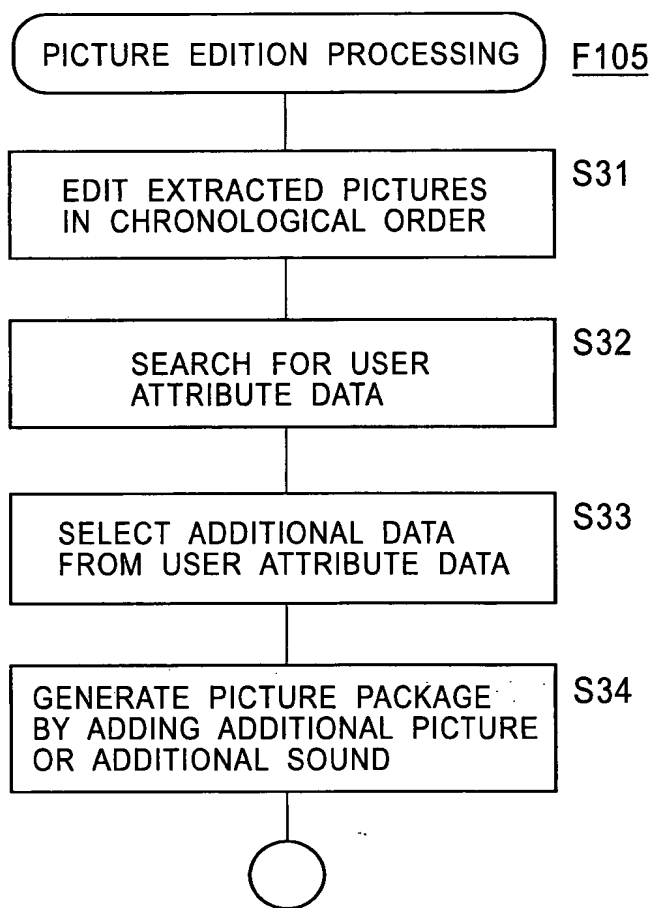 PICTURE EDITION PROCESSING
F105
EDIT EXTRACTED PICTURES
IN CHRONOLOGICAL ORDER
S31
SEARCH FOR USER
ATTRIBUTE DATA
S32
SELECT ADDITIONAL DATA
FROM USER ATTRIBUTE DATA
S33
GENERATE PICTURE PACKAGE
BY ADDING ADDITIONAL PICTURE
OR ADDITIONAL SOUND
S34